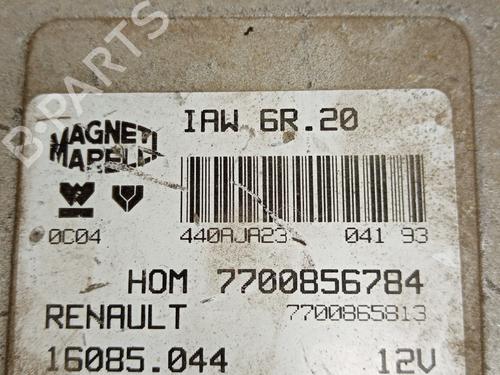 B-PARTS
MAGNETI MARELLI
IAW 6R.20
0C04
440AJA23 041 93
HOM 7700856784
RENAULT 7700865813
16085.044 12V